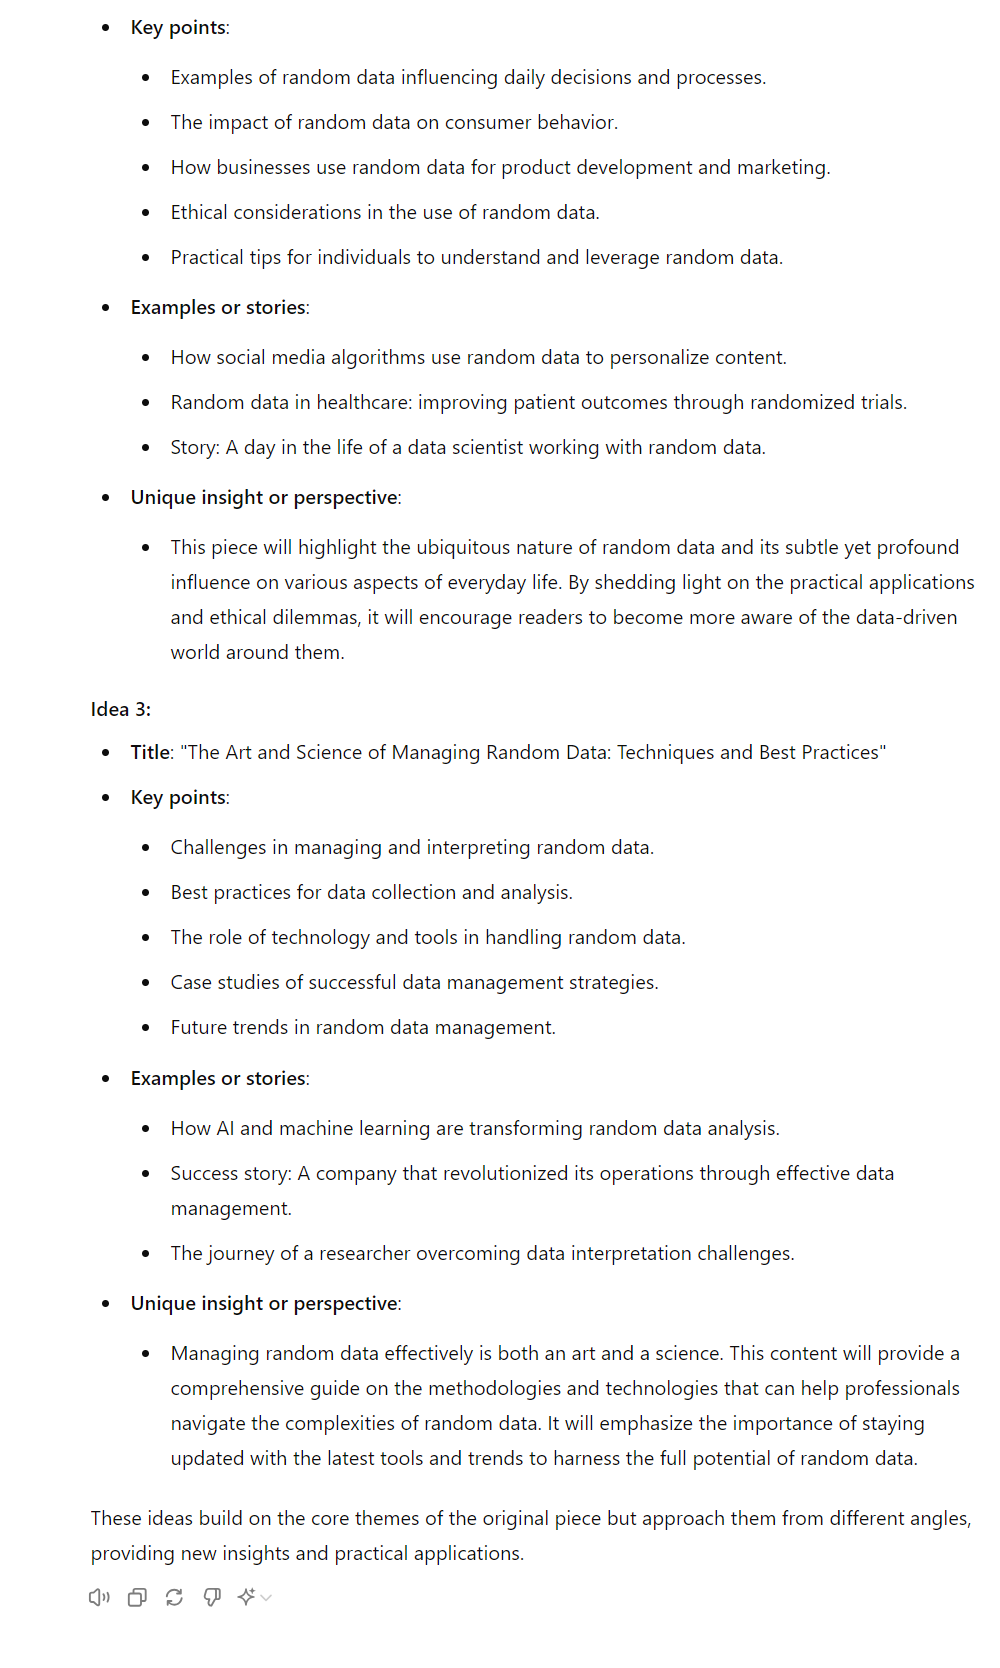 Key points:
Examples of random data influencing daily decisions and processes.
The impact of random data on consumer behavior.
How businesses use random data for product development and marketing.
Ethical considerations in the use of random data.
Practical tips for individuals to understand and leverage random data.
Examples or stories:
How social media algorithms use random data to personalize content.
Random data in healthcare: improving patient outcomes through randomized trials.
Story: A day in the life of a data scientist working with random data.
Unique insight or perspective:
This piece will highlight the ubiquitous nature of random data and its subtle yet profound
influence on various aspects of everyday life. By shedding light on the practical applications
and ethical dilemmas, it will encourage readers to become more aware of the data-driven
world around them.
Idea 3:
Title: "The Art and Science of Managing Random Data: Techniques and Best Practices"
Key points:
Challenges in managing and interpreting random data.
Best practices for data collection and analysis.
The role of technology and tools in handling random data.
Case studies of successful data management strategies.
Future trends in random data management.
Examples or stories:
How AI and machine learning are transforming random data analysis.
Success story: A company that revolutionized its operations through effective data
management.
The journey of a researcher overcoming data interpretation challenges.
Unique insight or perspective:
Managing random data effectively is both an art and a science. This content will provide a
comprehensive guide on the methodologies and technologies that can help professionals
navigate the complexities of random data. It will emphasize the importance of staying
updated with the latest tools and trends to harness the full potential of random data.
These ideas build on the core themes of the original piece but approach them from different angles,
providing new insights and practical applications.